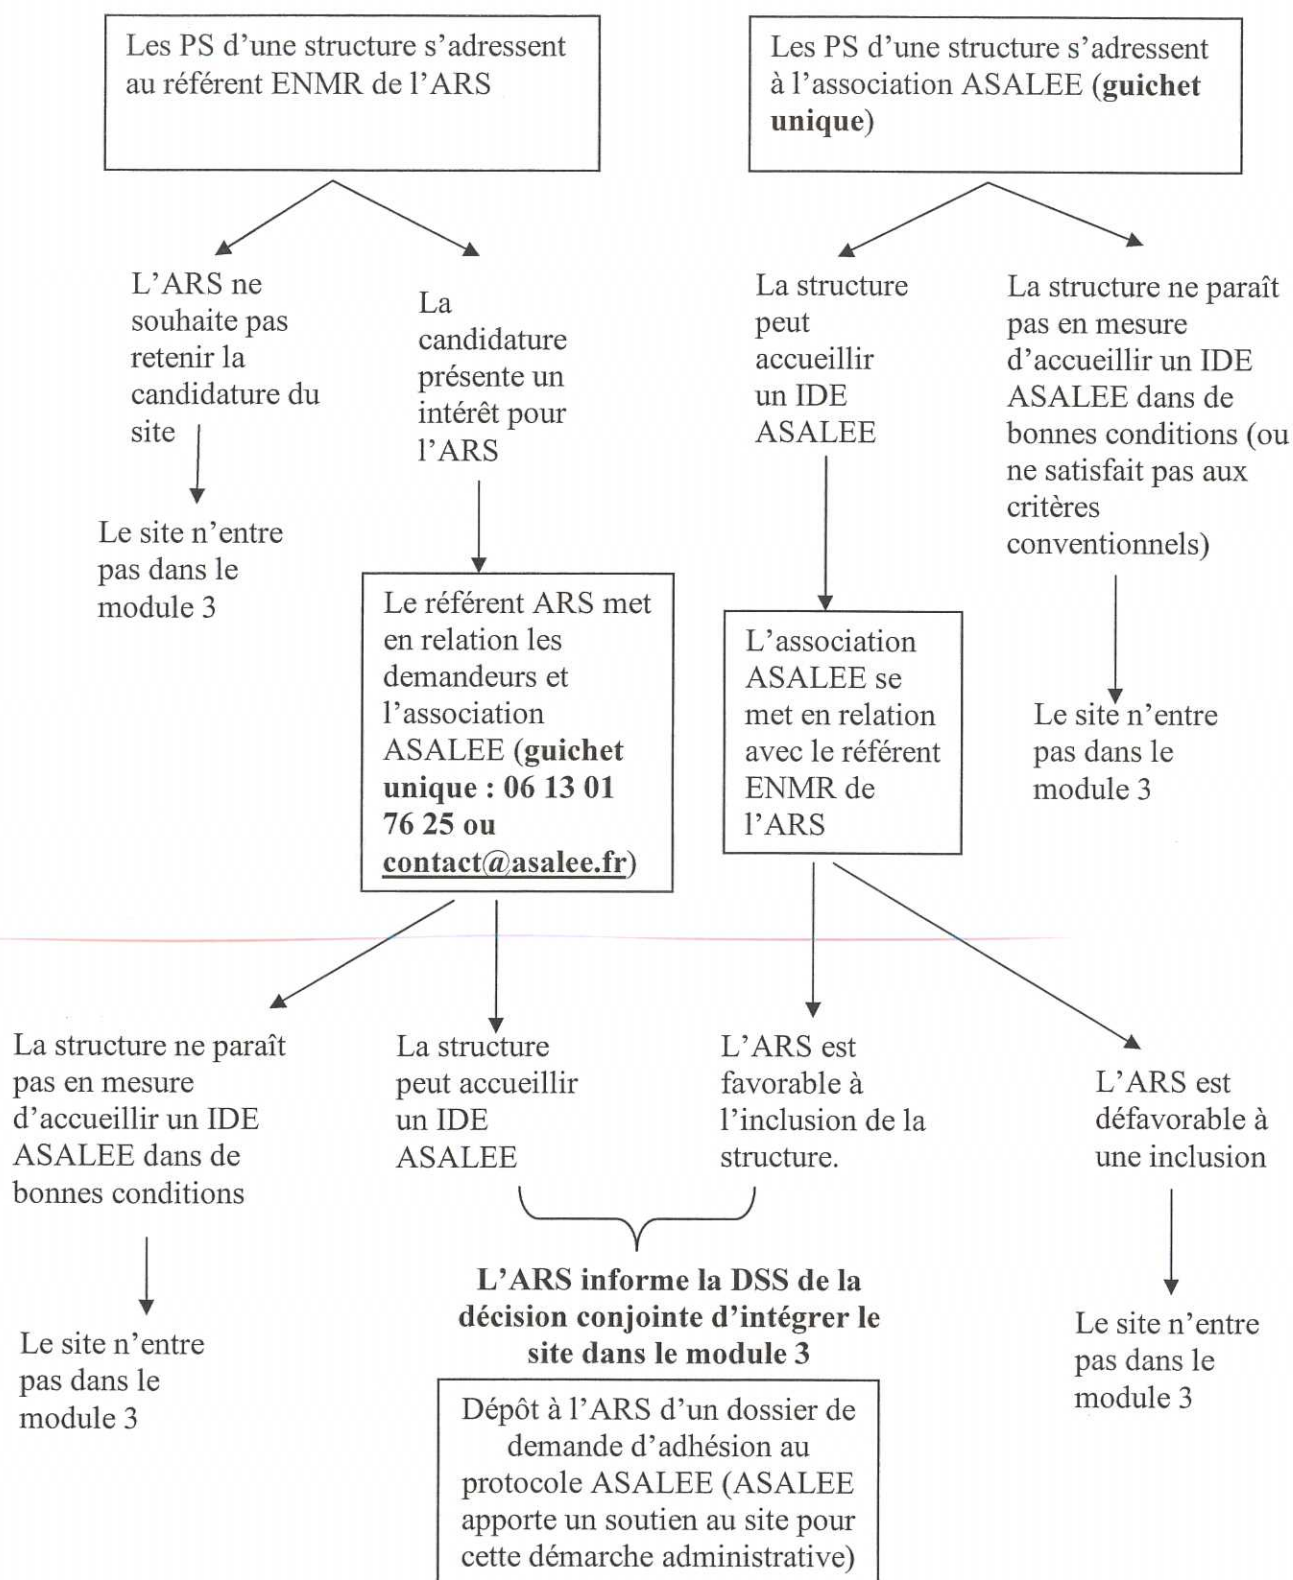 Les PS d’une structure s’adressent
au référent ENMR de l’ARS
Les PS d’une structure s’adressent
à l’association ASALEE (guichet
unique)
L’ARS ne
souhaite pas
retenir la
candidature du
site
La
candidature
présente un
intérêt pour
l’ARS
La structure
peut
accueillir
un IDE
ASALEE
La structure ne paraît
pas en mesure
d’accueillir un IDE
ASALEE dans de
bonnes conditions (ou
ne satisfait pas aux
critères
conventionnels)
Le site n’entre
pas dans le
module 3
Le référent ARS met
en relation les
demandeurs et
l’association
ASALEE (guichet
unique : 06 13 01
76 25 ou
contact@asalee.fr)
L’association
ASALEE se
met en relation
avec le référent
ENMR de
l’ARS
Le site n’entre
pas dans le
module 3
La structure ne paraît
pas en mesure
d’accueillir un IDE
ASALEE dans de
bonnes conditions
La structure
peut accueillir
un IDE
ASALEE
L’ARS est
favorable à
l’inclusion de la
structure.
L’ARS est
défavorable à
une inclusion
Le site n’entre
pas dans le
module 3
L’ARS informe la DSS de la
décision conjointe d’intégrer le
site dans le module 3
Le site n’entre
pas dans le
module 3
Dépôt à l’ARS d’un dossier de
demande d’adhésion au
protocole ASALEE (ASALEE
apporte un soutien au site pour
cette démarche administrative)